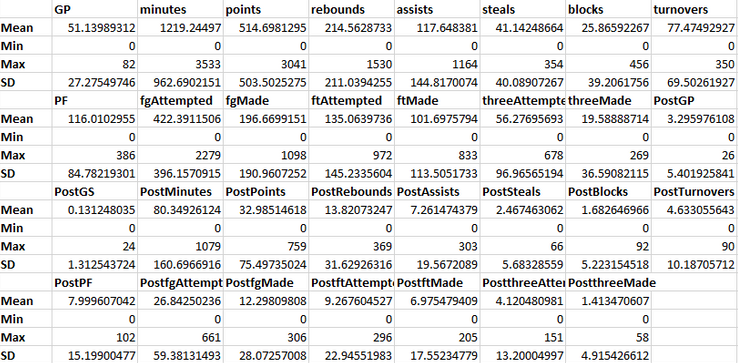 GP minutes points rebounds assists steals blocks turnovers
Mean 51.13989312 1219.24497 514.6981295 214.5628733 117.648381 41.14248664 25.86592267 77.47492927
Min 0 0 0 0 0 0 0 0
Max 82 3533 3041 1530 1164 354 456 350
SD 27.27549746 962.6902151 503.5025275 211.0394255 144.8170074 40.08907267 39.2061756 69.50261927
PF fgAttempted fgMade ftAttempted ftMade threeAttempte threeMade PostGP
Mean 116.0102955 422.3911506 196.6699151 135.0639736 101.6975794 56.27695693 19.58888714 3.295976108
Min 0 0 0 0 0 0 0 0
Max 386 2279 1098 972 833 678 269 26
SD 84.78219301 396.1570915 190.9607252 145.2335604 113.5051733 96.96565194 36.59082115 5.401925841
PostGS PostMinutes PostPoints PostRebounds PostAssists PostSteals PostBlocks PostTurnovers
Mean 0.131248035 80.34926124 32.98514618 13.82073247 7.261474379 2.467463062 1.682646966 4.633055643
Min 0 0 0 0 0 0 0 0
Max 24 1079 759 369 303 66 92 90
SD 1.312543724 160.6966916 75.49735024 31.62926316 19.5672089 5.68328559 5.223154518 10.18705712
PostPF PostfgAttempt PostfgMade PostftAttempt PostftMade PostthreeAtte PostthreeMade
Mean 7.999607042 26.84250236 12.29809808 9.267604527 6.975479409 4.120480981 1.413470607
Min 0 0 0 0 0 0 0
Max 102 661 306 296 205 151 58
SD 15.19900477 59.38131493 28.07257008 22.94551983 17.55234779 13.20004997 4.915426612